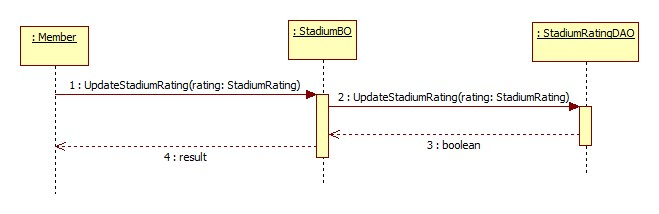 : Member
: StadiumBO
: StadiumRatingDAO
1 : UpdateStadiumRating(rating: StadiumRating)
2 : UpdateStadiumRating(rating: StadiumRating)
3 : boolean
4 : result